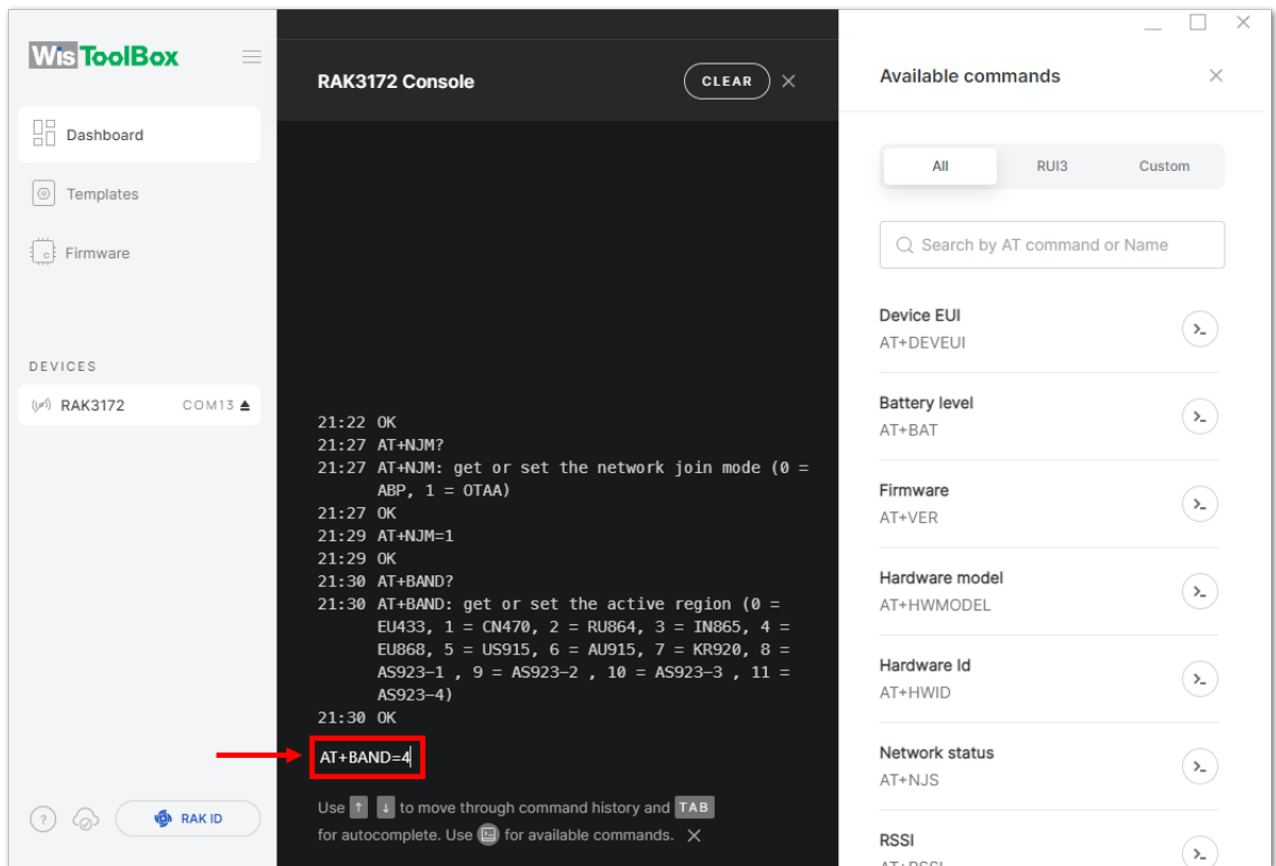 WisToolBox
Dashboard
Templates
Firmware
DEVICES
RAK3172 COM13
RAK ID
RAK3172 Console
CLEAR
21:22 OK
21:27 AT+NJM?
21:27 AT+NJM: get or set the network join mode (0 =
ABP, 1 = OTAA)
21:27 OK
21:29 AT+NJM=1
21:29 OK
21:30 AT+BAND?
21:30 AT+BAND: get or set the active region (0 =
EU433, 1 = CN470, 2 = RU864, 3 = IN865, 4 =
EU868, 5 = US915, 6 = AU915, 7 = KR920, 8 =
AS923-1 , 9 = AS923-2 , 10 = AS923-3 , 11 =
AS923-4)
21:30 OK
AT+BAND=4
Use ↑ ↓ to move through command history and TAB
for autocomplete. Use for available commands.
Available commands
All RUI3 Custom
Search by AT command or Name
Device EUI
AT+DEVEUI
Battery level
AT+BAT
Firmware
AT+VER
Hardware model
AT+HWMODEL
Hardware Id
AT+HWID
Network status
AT+NJS
RSSI
AT+RSSI